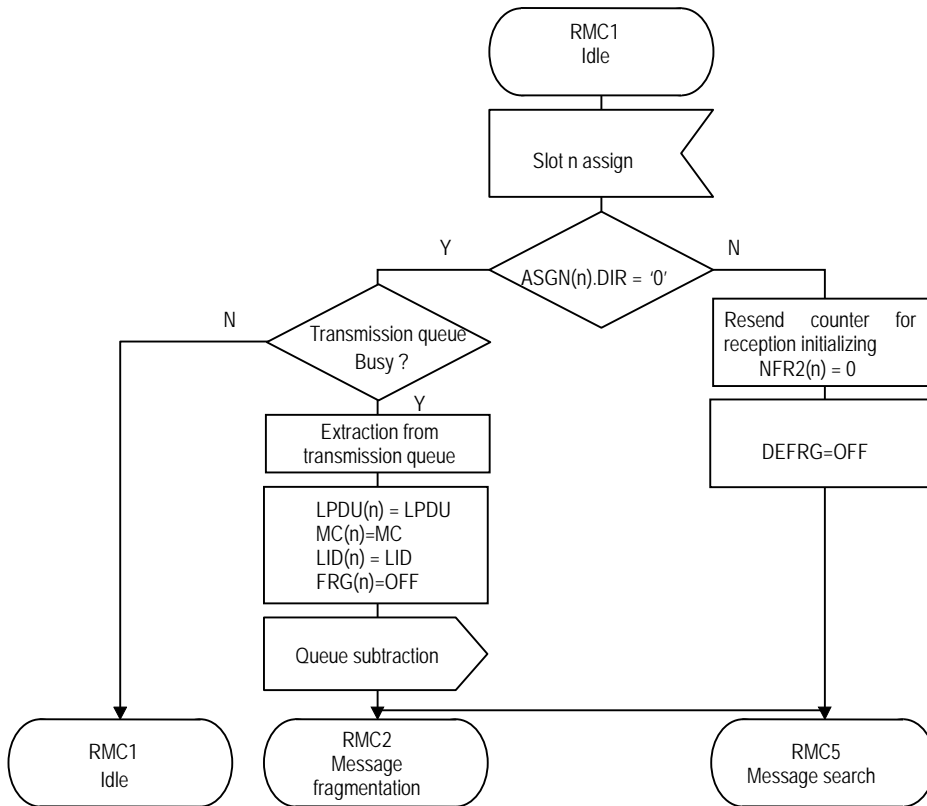 RMC1
Idle
Slot n assign
Y
N
ASGN(n).DIR = '0'
N
Transmission queue
Busy ?
Y
Resend counter for
reception initializing
NFR2(n) = 0
Extraction from
transmission queue
DEFRG=OFF
LPDU(n) = LPDU
MC(n)=MC
LID(n) = LID
FRG(n)=OFF
Queue subtraction
RMC1
Idle
RMC2
Message
fragmentation
RMC5
Message search